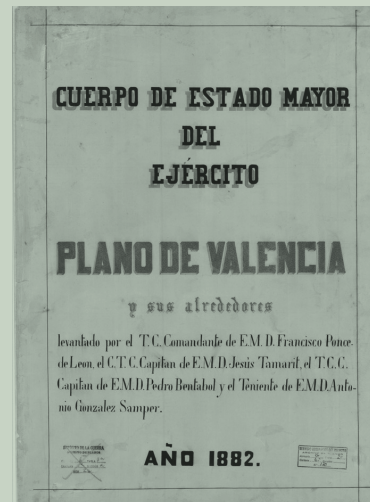 CUERPO DE ESTADO MAYOR
DEL
EJÉRCITO
PLANO DE VALENCIA
y sus alrededores
levantado por el T.C. Comandante de E.M.D. Francisco Ponce-
de Leon, el C.T.C. Capitan de E.M.D. Jesús Tamarit, el T.C.C.
Capitan de E.M.D. Pedro Bentabol y el Teniente de E.M.D. Anto-
nio Gonzalez Samper.
AÑO 1882.